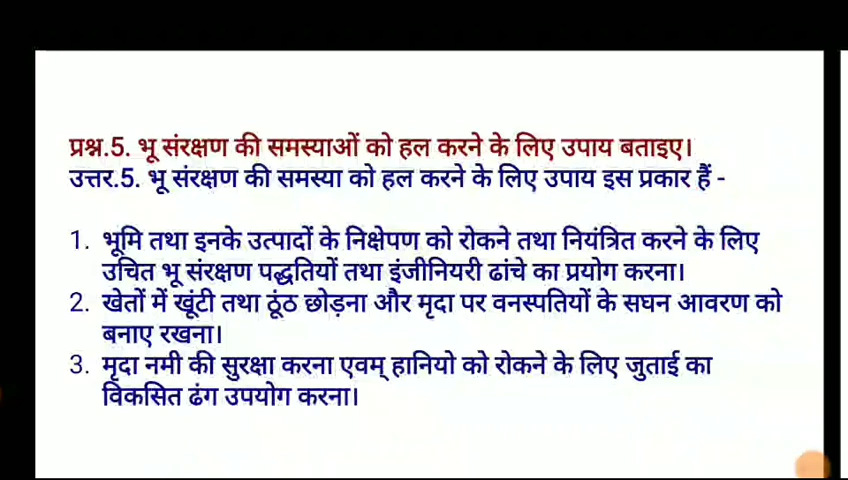 प्रश्न.5. भू संरक्षण की समस्याओं को हल करने के लिए उपाय बताइए।
उत्तर.5. भू संरक्षण की समस्या को हल करने के लिए उपाय इस प्रकार हैं -
1. भूमि तथा इनके उत्पादों के निक्षेपण को रोकने तथा नियंत्रित करने के लिए
उचित भू संरक्षण पद्धतियों तथा इंजीनियरी ढांचे का प्रयोग करना।
2. खेतों में खूंटी तथा ठूंठ छोड़ना और मृदा पर वनस्पतियों के सघन आवरण को
बनाए रखना।
3. मृदा नमी की सुरक्षा करना एवम् हानियो को रोकने के लिए जुताई का
विकसित ढंग उपयोग करना।